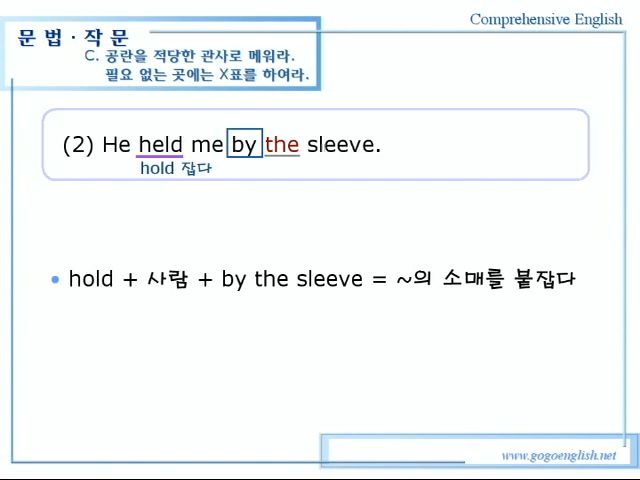 Comprehensive English
문 법 · 작 문
C. 공란을 적당한 관사로 메워라.
필요 없는 곳에는 X표를 하여라.
(2) He held me by the sleeve.
hold 잡다
• hold + 사람 + by the sleeve = ~의 소매를 붙잡다
www.gogoenglish.net